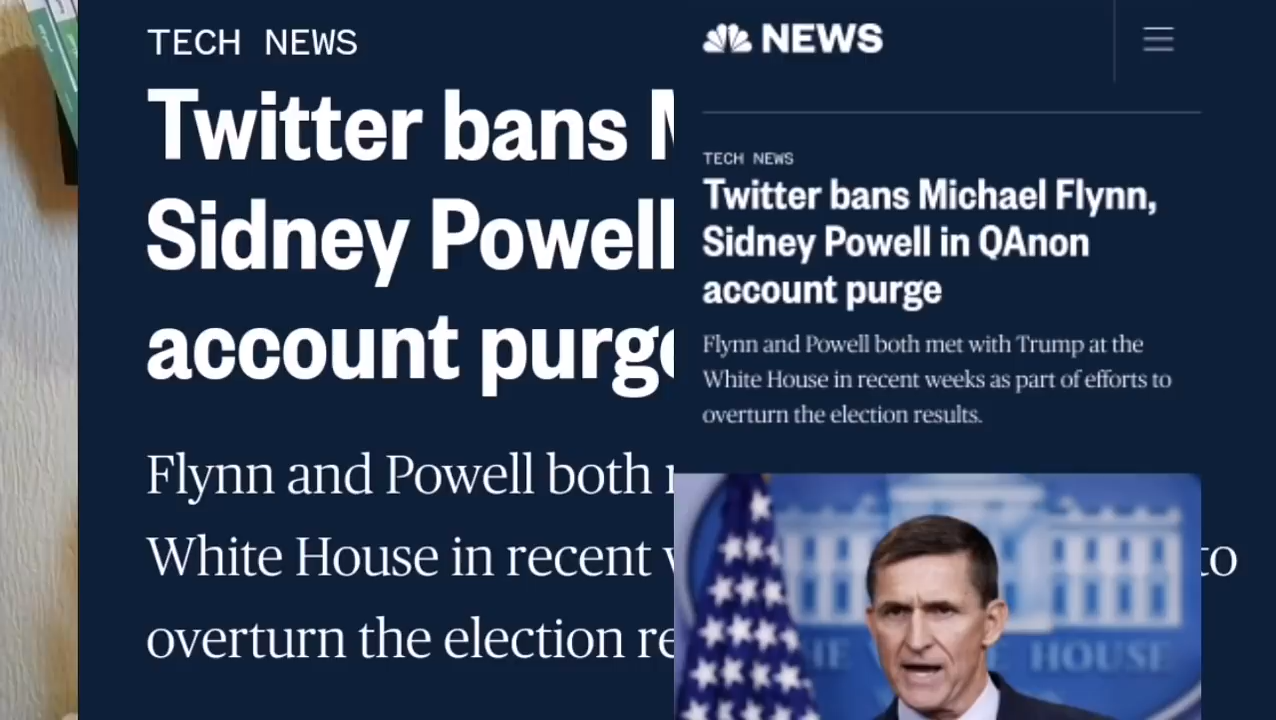 TECH NEWS
Twitter bans
Sidney Powell
account purge
Flynn and Powell both
White House in recent
to
overturn the election re
NEWS
TECH NEWS
Twitter bans Michael Flynn,
Sidney Powell in QAnon
account purge
Flynn and Powell both met with Trump at the
White House in recent weeks as part of efforts to
overturn the election results.
HOUSE